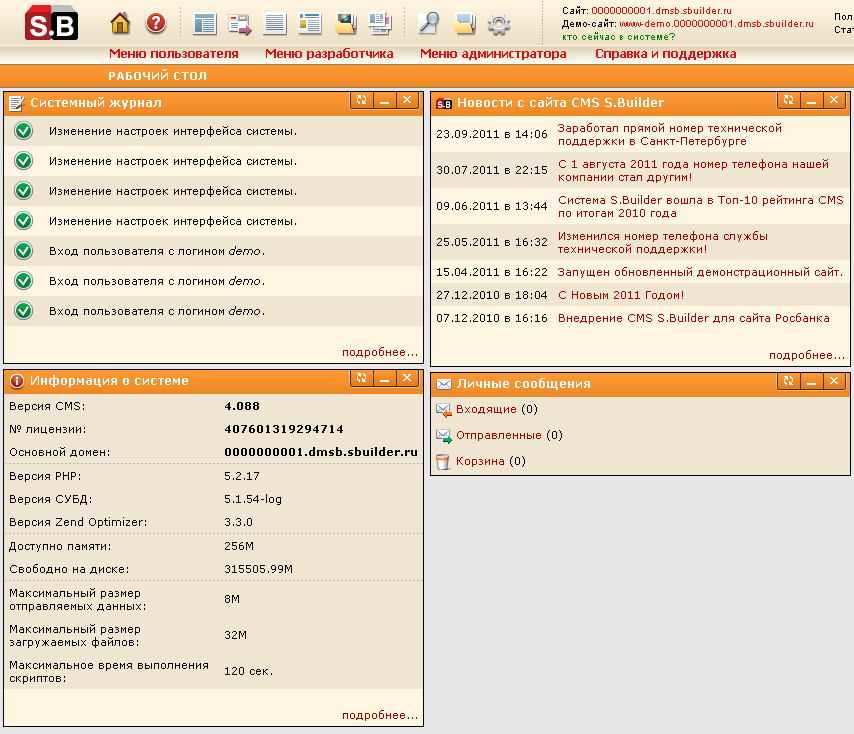 S.B
Сайт: 0000000001.dmsb.sbuilder.ru
Демо-сайт: www-demo.0000000001.dmsb.sbuilder.ru
кто сейчас в системе?
Пол
Стат
Меню пользователя
Меню разработчика
Меню администратора
Справка и поддержка
РАБОЧИЙ СТОЛ
Системный журнал
Изменение настроек интерфейса системы.
Изменение настроек интерфейса системы.
Изменение настроек интерфейса системы.
Изменение настроек интерфейса системы.
Вход пользователя с логином demo.
Вход пользователя с логином demo.
Вход пользователя с логином demo.
подробнее...
Информация о системе
Версия CMS: 4.088
№ лицензии: 407601319294714
Основной домен: 0000000001.dmsb.sbuilder.ru
Версия PHP: 5.2.17
Версия СУБД: 5.1.54-log
Версия Zend Optimizer: 3.3.0
Доступно памяти: 256M
Свободно на диске: 315505.99M
Максимальный размер
отправляемых данных: 8M
Максимальный размер
загружаемых файлов: 32M
Максимальное время выполнения
скриптов: 120 сек.
подробнее...
S.B Новости с сайта CMS S.Builder
23.09.2011 в 14:06 Заработал прямой номер технической
поддержки в Санкт-Петербурге
30.07.2011 в 22:15 С 1 августа 2011 года номер телефона нашей
компании стал другим!
09.06.2011 в 13:44 Система S.Builder вошла в Топ-10 рейтинга CMS
по итогам 2010 года
25.05.2011 в 16:32 Изменился номер телефона службы
технической поддержки!
15.04.2011 в 16:22 Запущен обновленный демонстрационный сайт.
27.12.2010 в 18:04 С Новым 2011 Годом!
07.12.2010 в 16:16 Внедрение CMS S.Builder для сайта Росбанка
подробнее...
Личные сообщения
Входящие (0)
Отправленные (0)
Корзина (0)